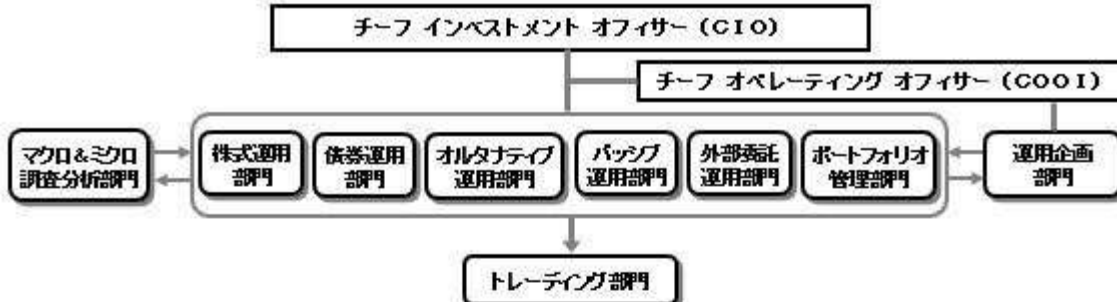 チーフ インベストメント オフィサー (CIO)
チーフ オペレーティング オフィサー (COOI)
マクロ&ミクロ
調査分析部門
株式運用
部門
債券運用
部門
オルタナティブ
運用部門
パッシブ
運用部門
外部委託
運用部門
ポートフォリオ
管理部門
運用企画
部門
トレーディング部門